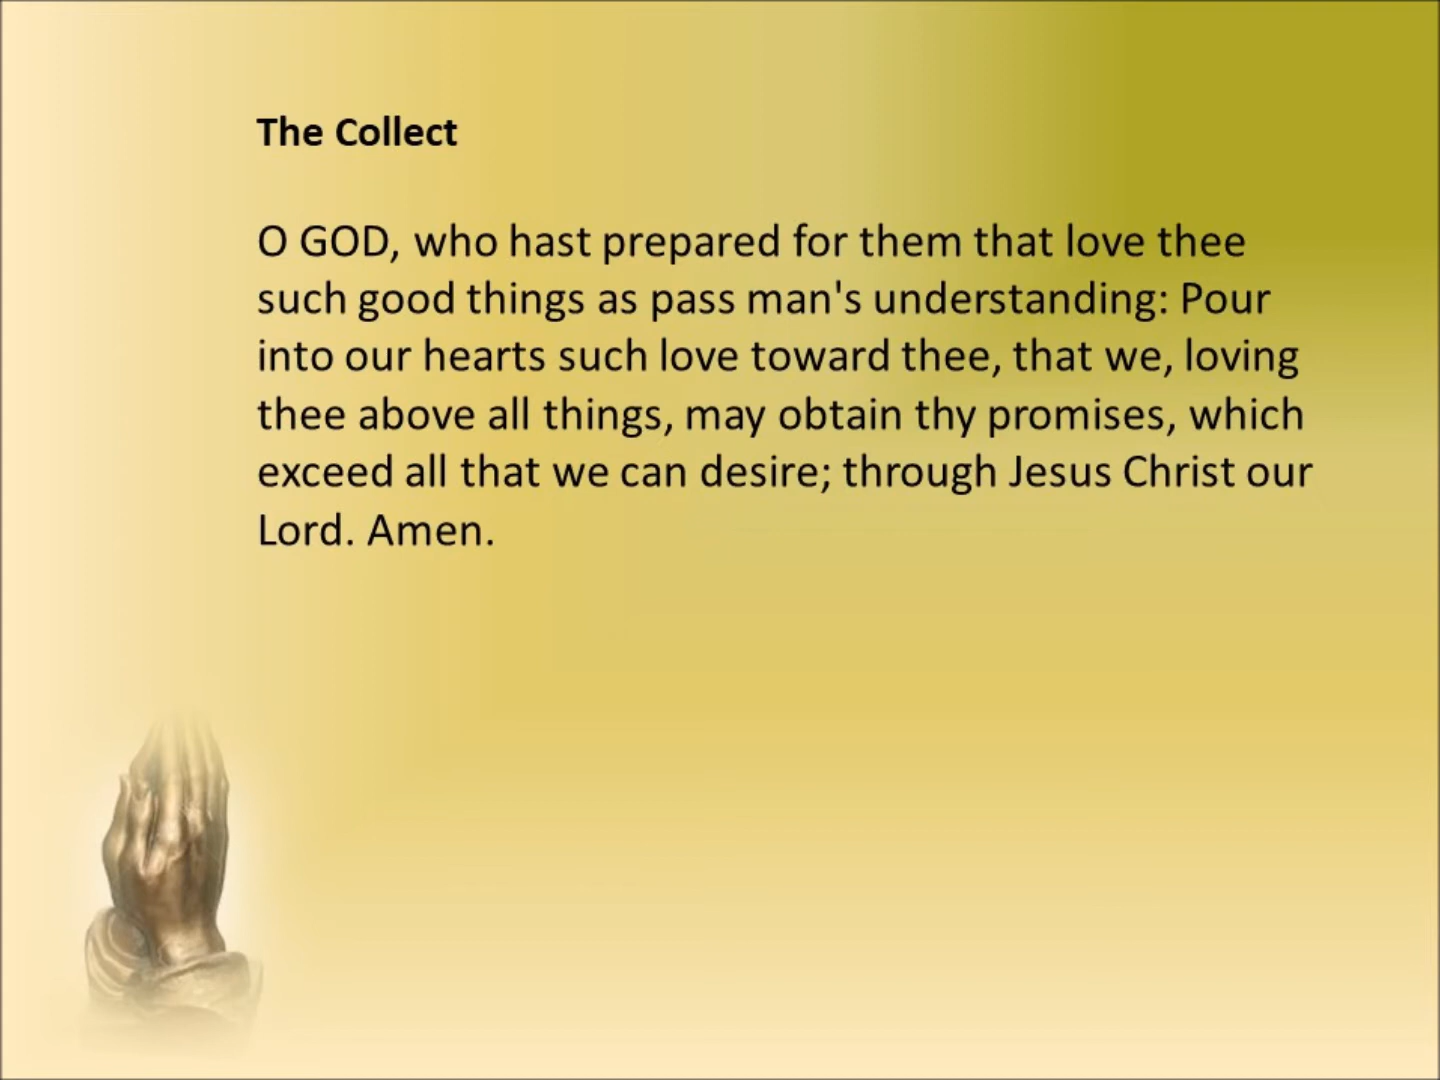 The Collect
O GOD, who hast prepared for them that love thee
such good things as pass man's understanding: Pour
into our hearts such love toward thee, that we, loving
thee above all things, may obtain thy promises, which
exceed all that we can desire; through Jesus Christ our
Lord. Amen.